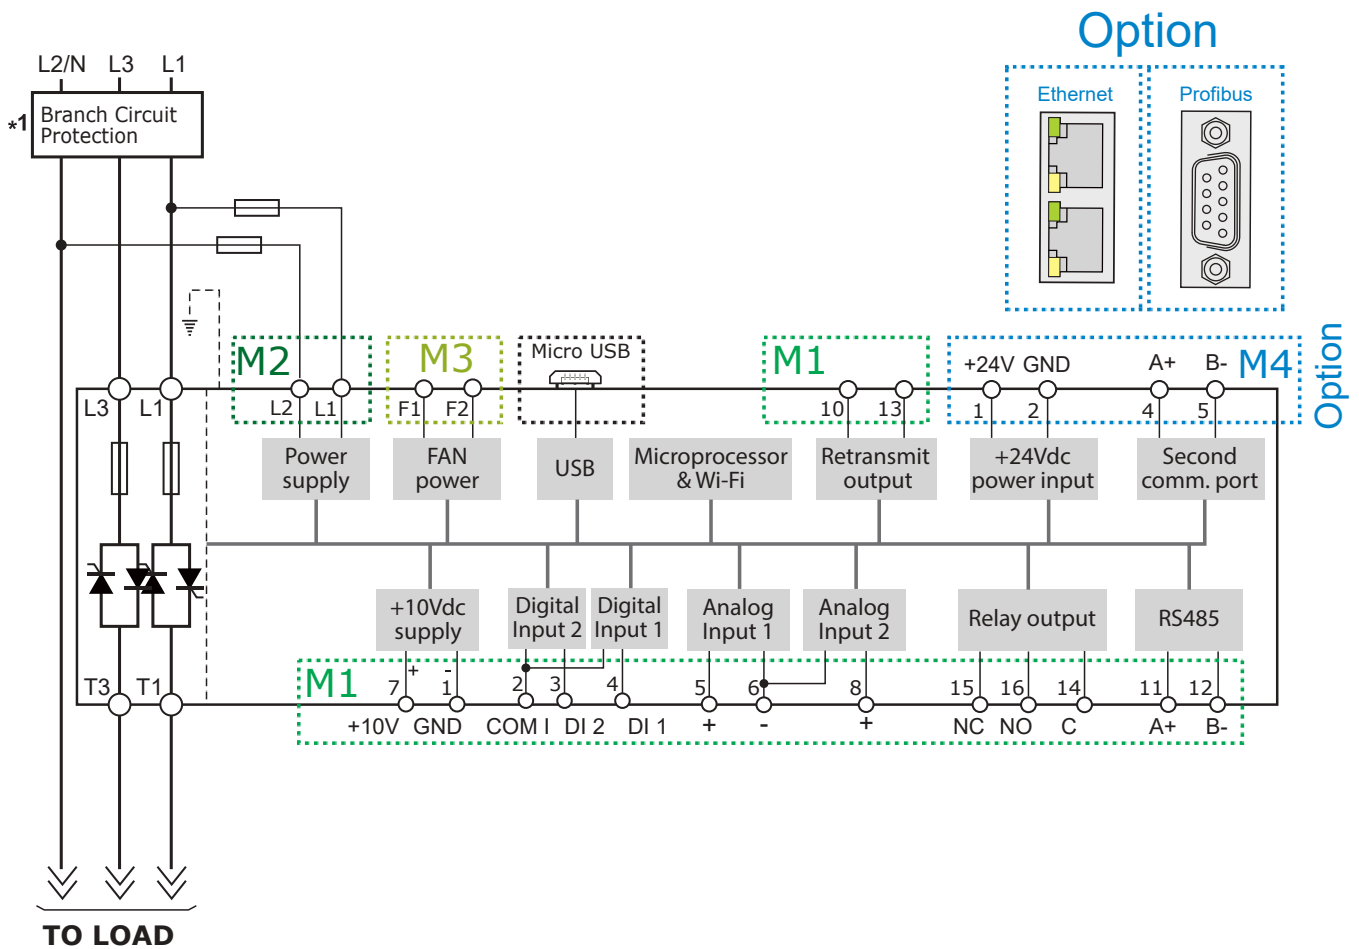 Option
L2/N L3 L1
Ethernet Profibus
*1
Branch Circuit
Protection
M2 M3 Micro USB M1 +24V GND A+ B- M4
Option
L3 L1 L2 L1 F1 F2 10 13 1 2 4 5
Power
supply
FAN
power
USB
Microprocessor
& Wi-Fi
Retransmit
output
+24Vdc
power input
Second
comm. port
+10Vdc
supply
Digital
Input 2
Digital
Input 1
Analog
Input 1
Analog
Input 2
Relay output
RS485
T3 T1 M1 7 + - 1 2 3 4 5 6 8 15 16 14 11 12
+10V GND COM I DI 2 DI 1 + - + NC NO C A+ B-
TO LOAD